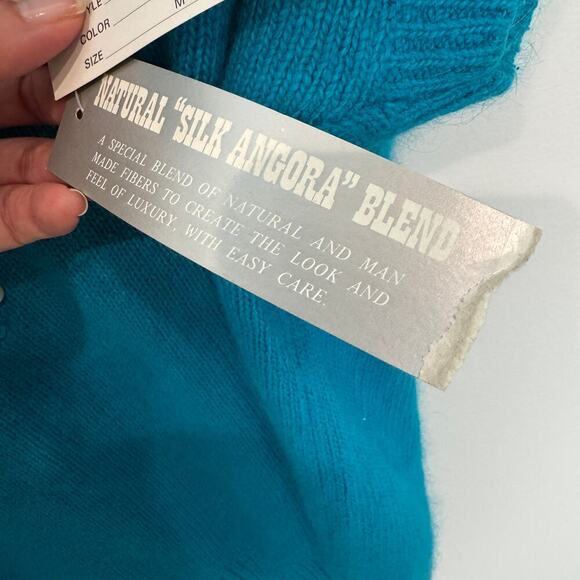 STYLE
COLOR
SIZE M
NATURAL "SILK ANGORA" BLEND
A SPECIAL BLEND OF NATURAL AND MAN
MADE FIBERS TO CREATE THE LOOK AND
FEEL OF LUXURY, WITH EASY CARE.